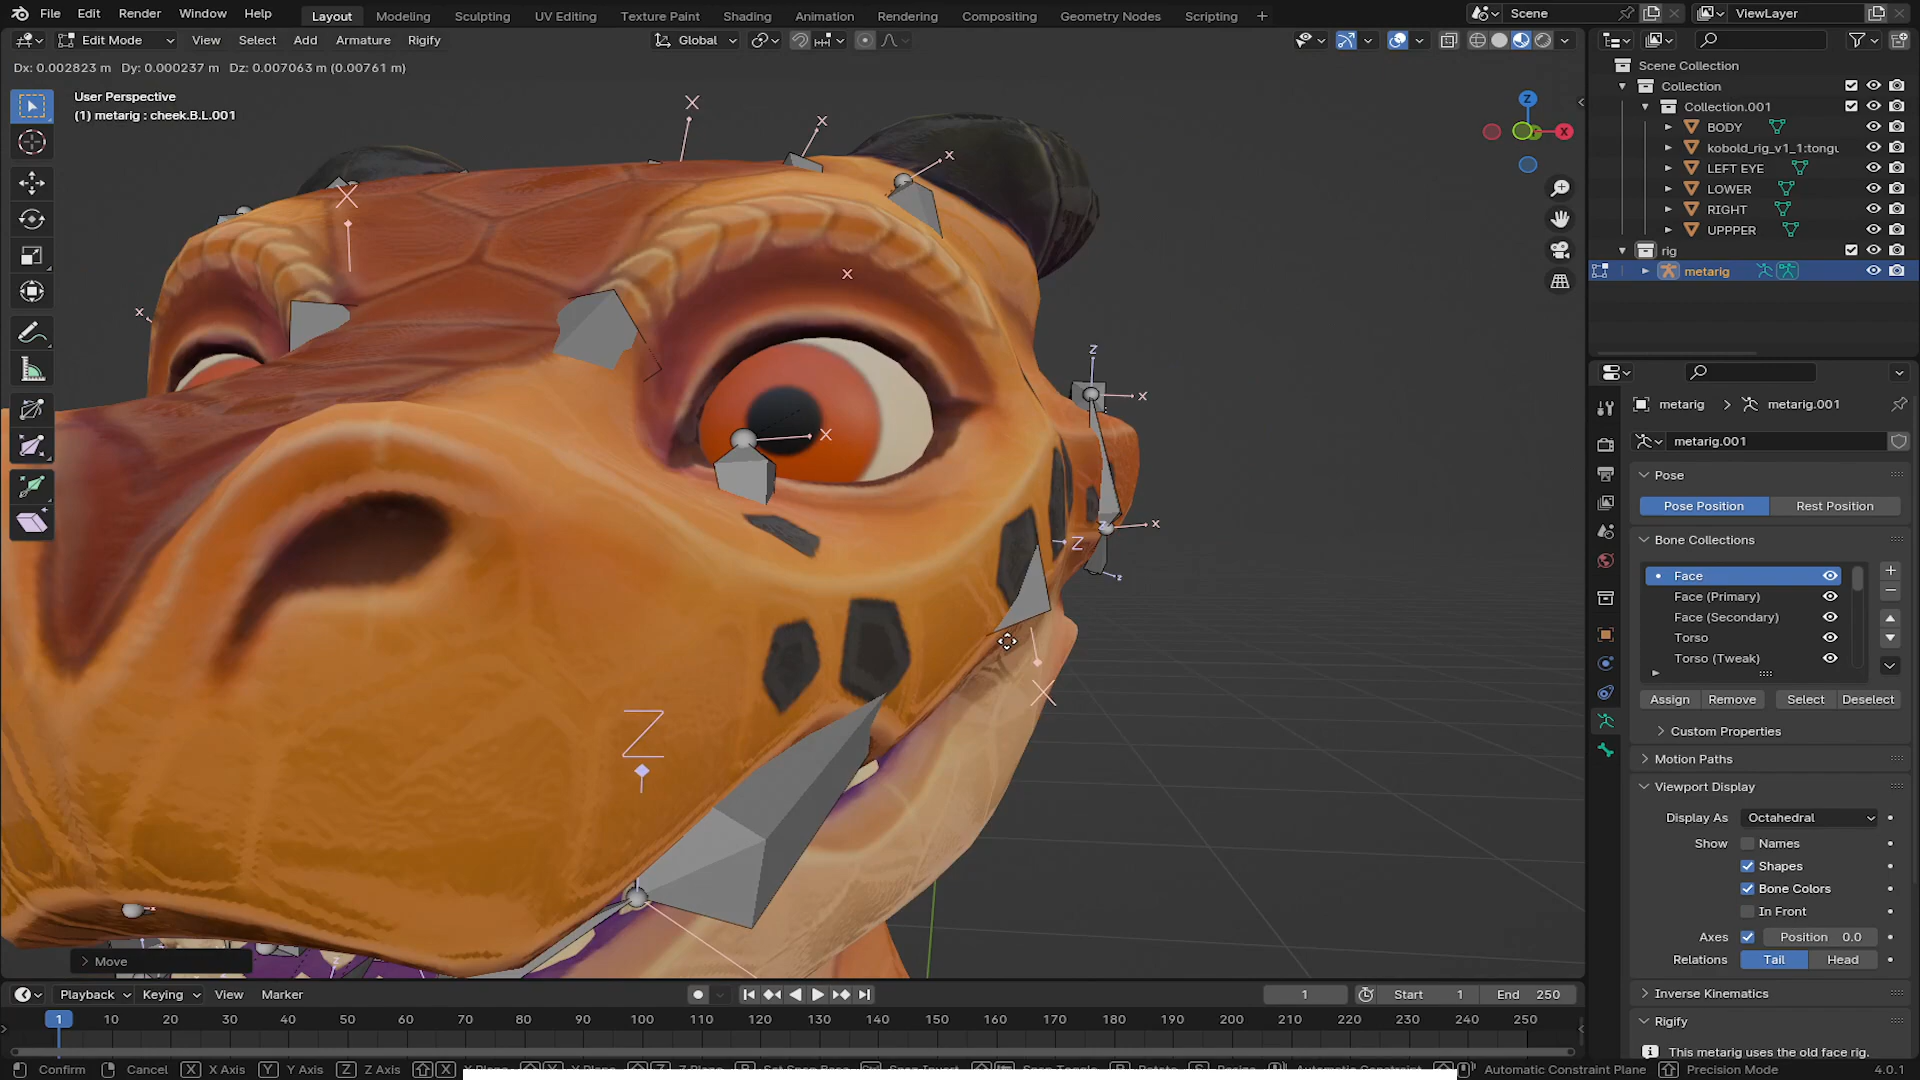 File Edit Render Window Help
Layout Modeling Sculpting UV Editing Texture Paint Shading Animation Rendering Compositing Geometry Nodes Scripting +
Scene
ViewLayer
Edit Mode View Select Add Armature Rigify
Global
Dx: 0.002823 m Dy: 0.000237 m Dz: 0.007063 m (0.00761 m)
User Perspective
(1) metarig : cheek.B.L.001
Z
X
X
X
X
X
X
X
Z
X
X
Z
X
Z
Z
X
Z
Move
Scene Collection
Collection
Collection.001
BODY
kobold_rig_v1_1:tongu
LEFT EYE
LOWER
RIGHT
UPPPER
rig
metarig
metarig > metarig.001
metarig.001
Pose
Pose Position Rest Position
Bone Collections
Face
Face (Primary)
Face (Secondary)
Torso
Torso (Tweak)
Assign Remove Select Deselect
Custom Properties
Motion Paths
Viewport Display
Display As Octahedral
Show Names
Shapes
Bone Colors
In Front
Axes Position 0.0
Relations Tail Head
Inverse Kinematics
Rigify
This metarig uses the old face rig.
Playback Keying View Marker
1 Start 1 End 250
1 10 20 30 40 50 60 70 80 90 100 110 120 130 140 150 160 170 180 190 200 210 220 230 240 250
Confirm Cancel X X Axis Y Y Axis Z Z Axis
Automatic Constraint Plane Precision Mode 4.0.1